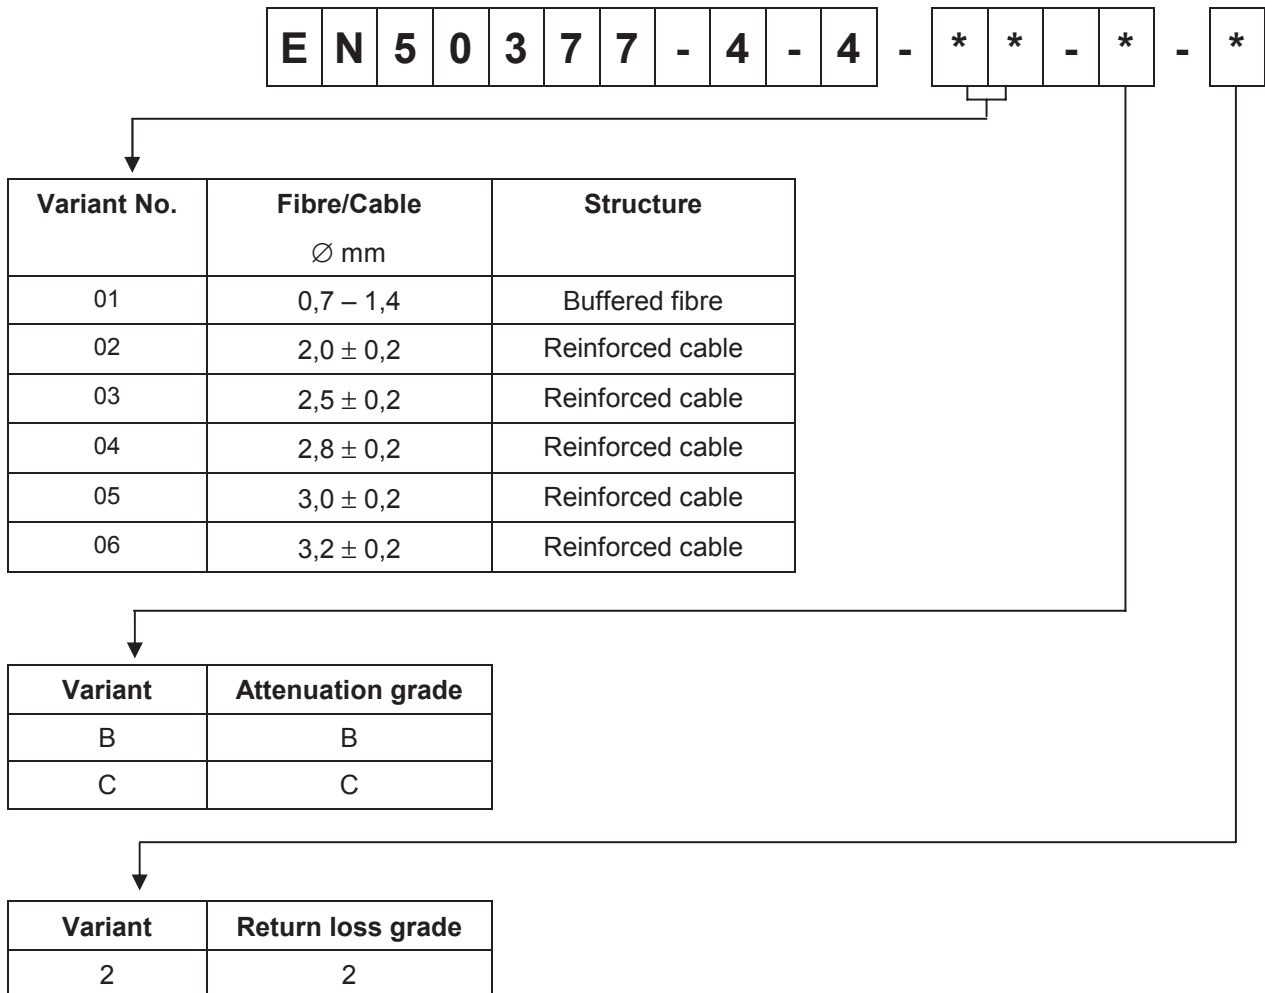 E N 5 0 3 7 7 - 4 - 4 - * * - * - *
Variant No. Fibre/Cable Structure
∅ mm
01 0,7 – 1,4 Buffered fibre
02 2,0 ± 0,2 Reinforced cable
03 2,5 ± 0,2 Reinforced cable
04 2,8 ± 0,2 Reinforced cable
05 3,0 ± 0,2 Reinforced cable
06 3,2 ± 0,2 Reinforced cable
Variant Attenuation grade
B B
C C
Variant Return loss grade
2 2